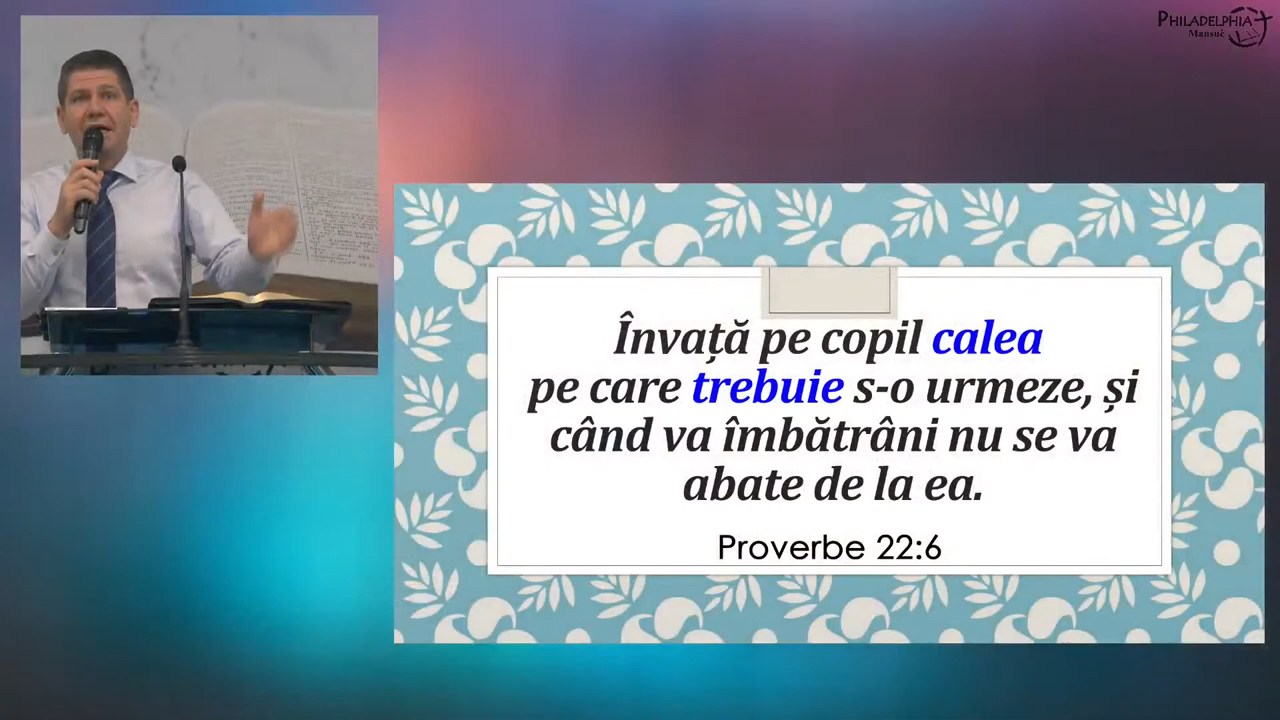 PHILADELPHIA
Mansuè
Învață pe copil calea
pe care trebuie s-o urmeze, și
când va îmbătrâni nu se va
abate de la ea.
Proverbe 22:6